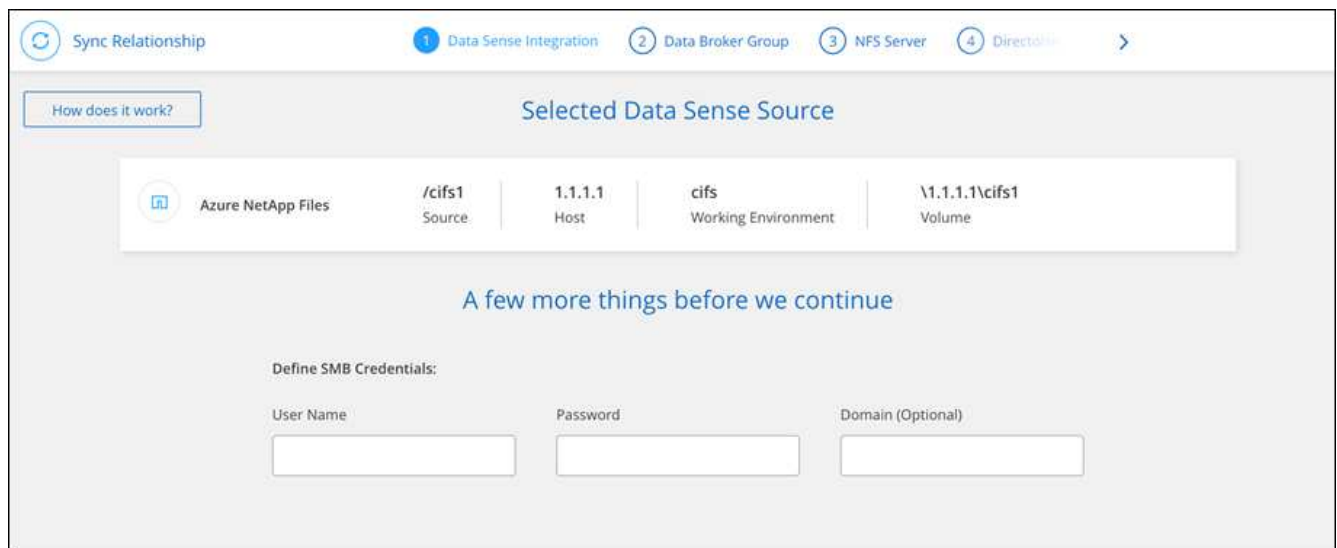 Sync Relationship
1 Data Sense Integration 2 Data Broker Group 3 NFS Server 4
How does it work?
Selected Data Sense Source
Azure NetApp Files
/cifs1 1.1.1.1 cifs \1.1.1.1\cifs1
Source Host Working Environment Volume
A few more things before we continue
Define SMB Credentials:
User Name Password Domain (Optional)